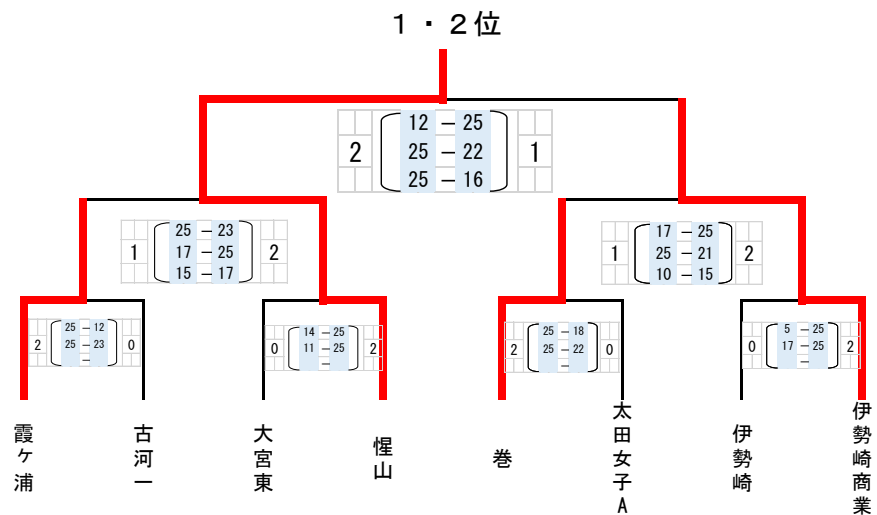 １・２位
12 － 25
2 25 － 22 1
25 － 16
25 － 23
1 17 － 25 2
15 － 17
17 － 25
1 25 － 21 2
10 － 15
25 － 12
2 25 － 23 0
－
14 － 25
0 11 － 25 2
－
25 － 18
2 25 － 22 0
－
5 － 25
0 17 － 25 2
－
霞ヶ浦
古河一
大宮東
惺山
巻
太田女子A
伊勢崎
伊勢崎商業